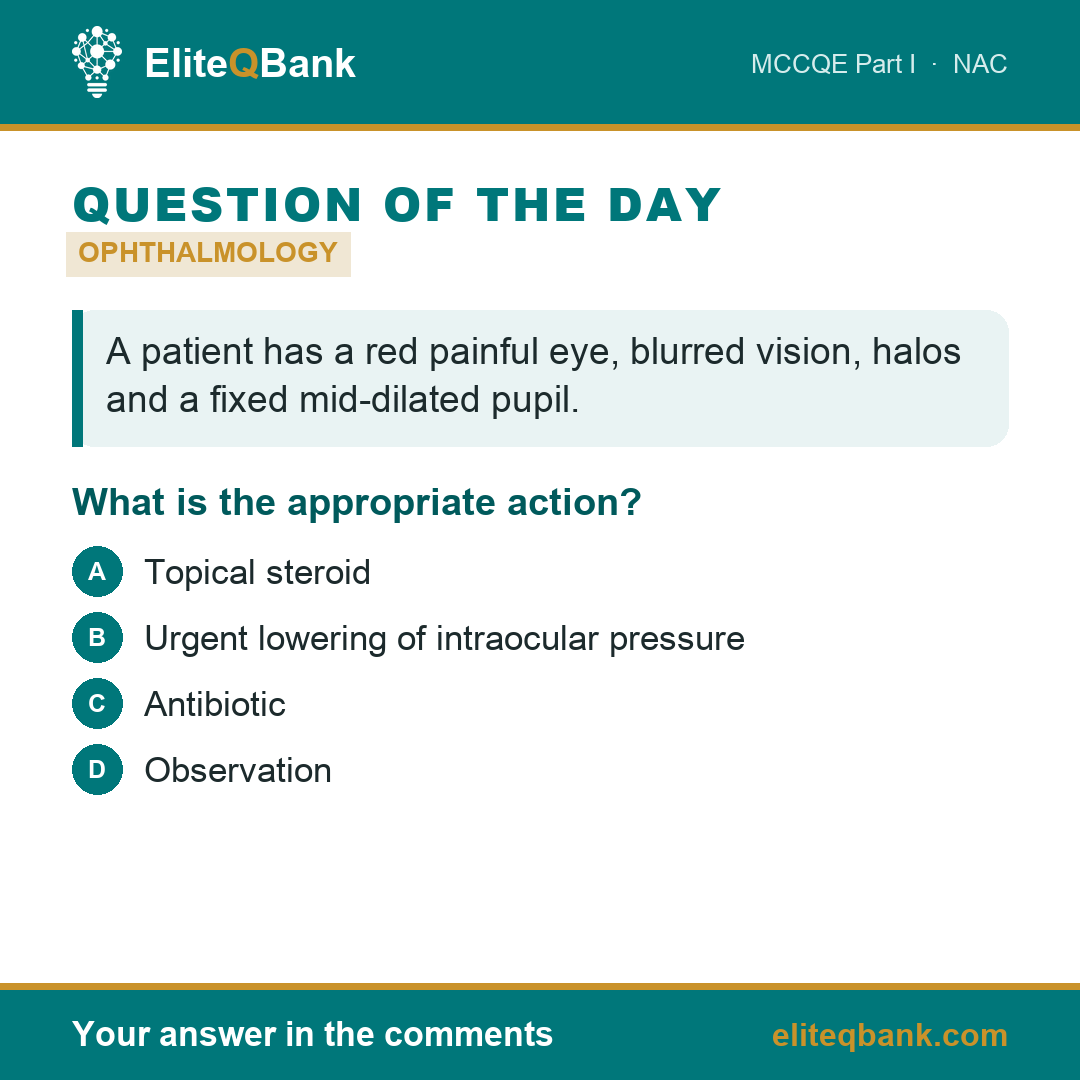 EliteQBank
MCCQE Part I · NAC
QUESTION OF THE DAY
OPHTHALMOLOGY
A patient has a red painful eye, blurred vision, halos
and a fixed mid-dilated pupil.
What is the appropriate action?
A Topical steroid
B Urgent lowering of intraocular pressure
C Antibiotic
D Observation
Your answer in the comments
eliteqbank.com